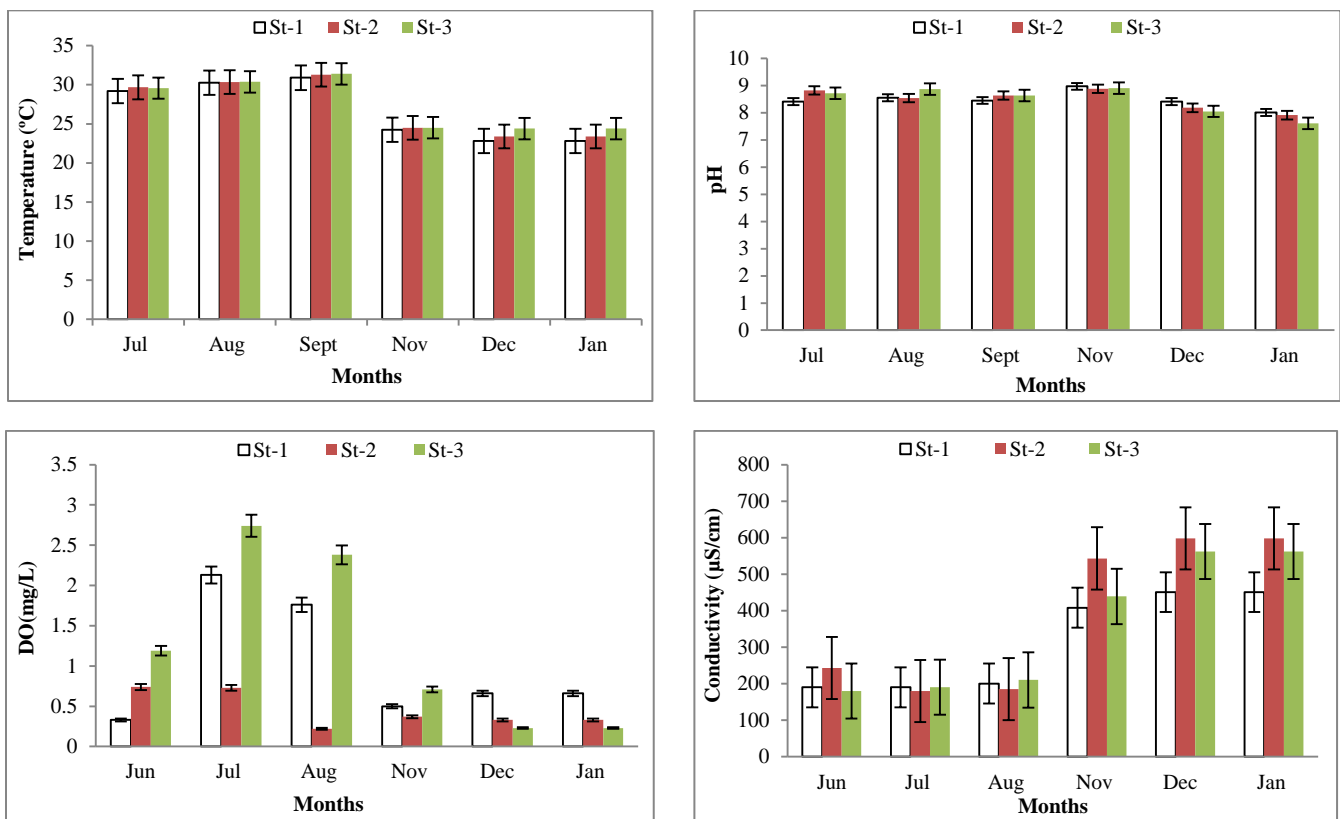 St-1 St-2 St-3
35
30
25
20
15
10
5
0
Temperature (ºC)
Jul Aug Sept Nov Dec Jan
Months
St-1 St-2 St-3
10
9
8
7
6
5
4
3
2
1
0
pH
Jul Aug Sept Nov Dec Jan
Months
St-1 St-2 St-3
3.5
3
2.5
2
1.5
1
0.5
0
DO(mg/L)
Jun Jul Aug Nov Dec Jan
Months
St-1 St-2 St-3
800
700
600
500
400
300
200
100
0
Conductivity (µS/cm)
Jun Jul Aug Nov Dec Jan
Months